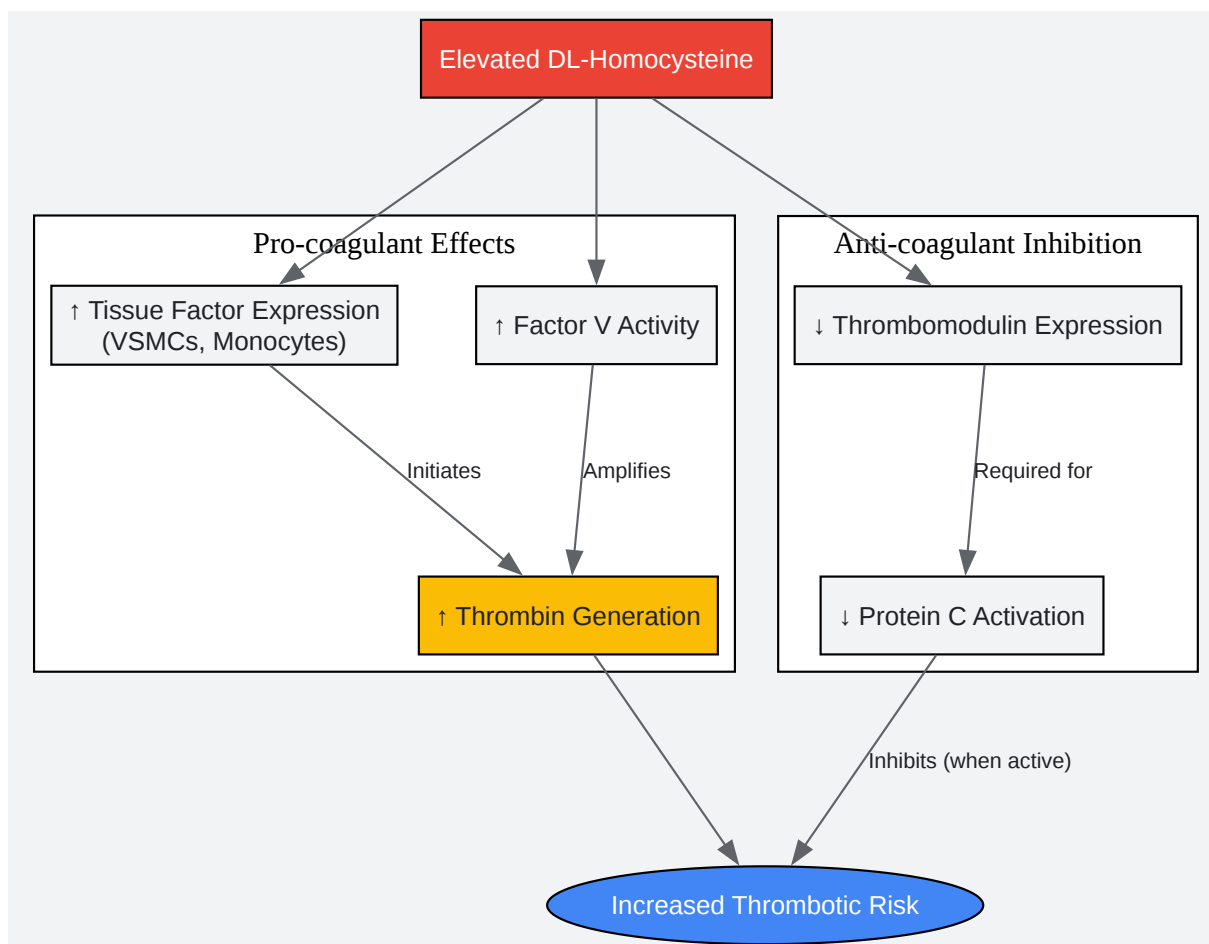 Elevated DL-Homocysteine
Pro-coagulant Effects
Anti-coagulant Inhibition
↑ Tissue Factor Expression
(VSMCs, Monocytes)
↑ Factor V Activity
↓ Thrombomodulin Expression
Initiates
Amplifies
Required for
↑ Thrombin Generation
↓ Protein C Activation
Inhibits (when active)
Increased Thrombotic Risk